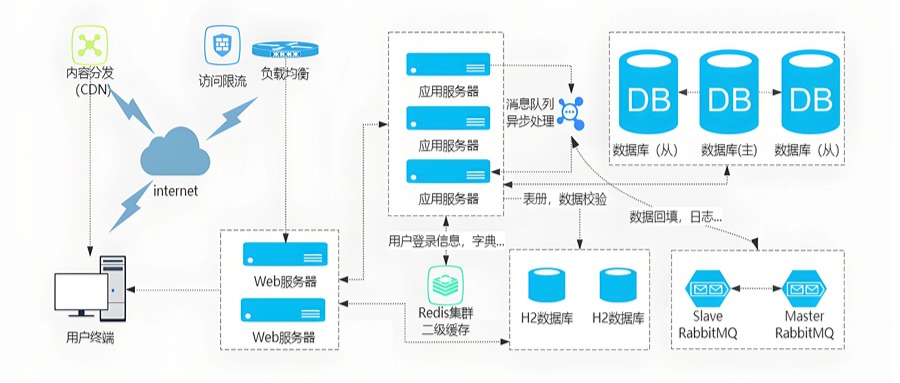 内容分发
（CDN）
访问限流
负载均衡
internet
用户终端
Web服务器
Web服务器
应用服务器
应用服务器
应用服务器
消息队列
异步处理
DB
DB
DB
数据库（从）
数据库(主)
数据库（从）
表册，数据校验
数据回填，日志...
用户登录信息，字典...
Redis集群
二级缓存
H2数据库
H2数据库
Slave
RabbitMQ
Master
RabbitMQ